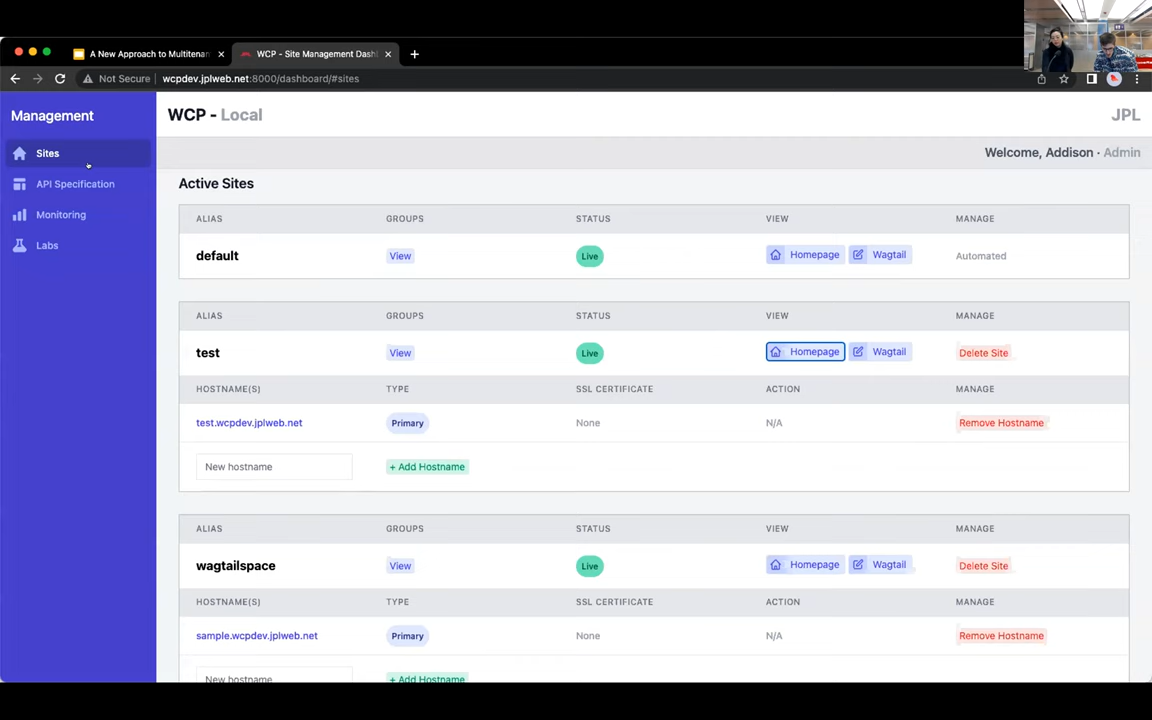 A New Approach to Multitenan
WCP - Site Management Dashb
Not Secure | wcpdev.jplweb.net:8000/dashboard/#sites
Management
WCP - Local
JPL
Sites
Welcome, Addison · Admin
API Specification
Monitoring
Labs
Active Sites
ALIAS GROUPS STATUS VIEW MANAGE
default View Live Homepage Wagtail Automated
ALIAS GROUPS STATUS VIEW MANAGE
test View Live Homepage Wagtail Delete Site
HOSTNAME(S) TYPE SSL CERTIFICATE ACTION MANAGE
test.wcpdev.jplweb.net Primary None N/A Remove Hostname
New hostname + Add Hostname
ALIAS GROUPS STATUS VIEW MANAGE
wagtailspace View Live Homepage Wagtail Delete Site
HOSTNAME(S) TYPE SSL CERTIFICATE ACTION MANAGE
sample.wcpdev.jplweb.net Primary None N/A Remove Hostname
New hostname + Add Hostname